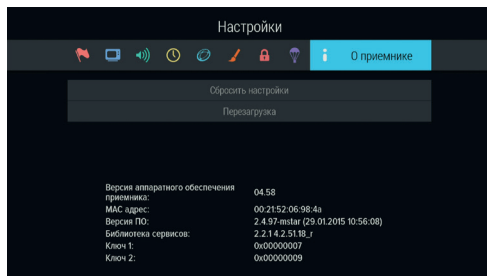 Настройки
О приемнике
Сбросить настройки
Перезагрузка
Версия аппаратного обеспечения приемника: 04.58
MAC адрес: 00:21:52:06:98:4a
Версия ПО: 2.4.97-mstar (29.01.2015 10:56:08)
Библиотека сервисов: 2.2.1 4.2.51.18_r
Ключ 1: 0x00000007
Ключ 2: 0x00000009